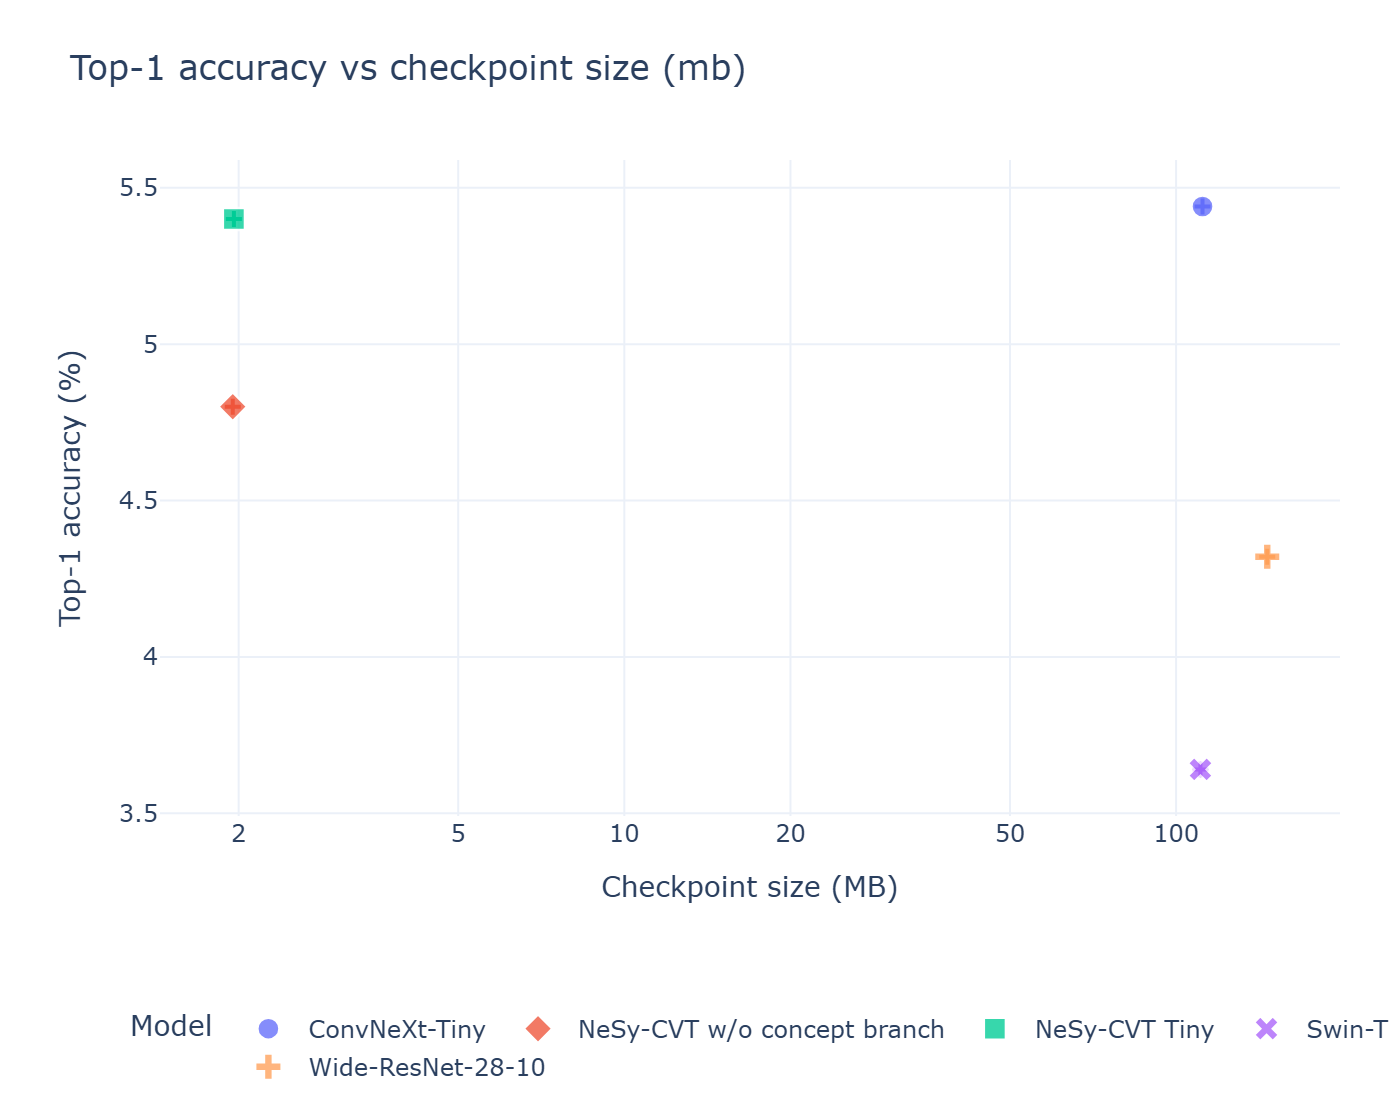 Top-1 accuracy vs checkpoint size (mb)
5.5
5
4.5
4
3.5
Top-1 accuracy (%)
2 5 10 20 50 100
Checkpoint size (MB)
Model ConvNeXt-Tiny NeSy-CVT w/o concept branch NeSy-CVT Tiny Swin-T
Wide-ResNet-28-10